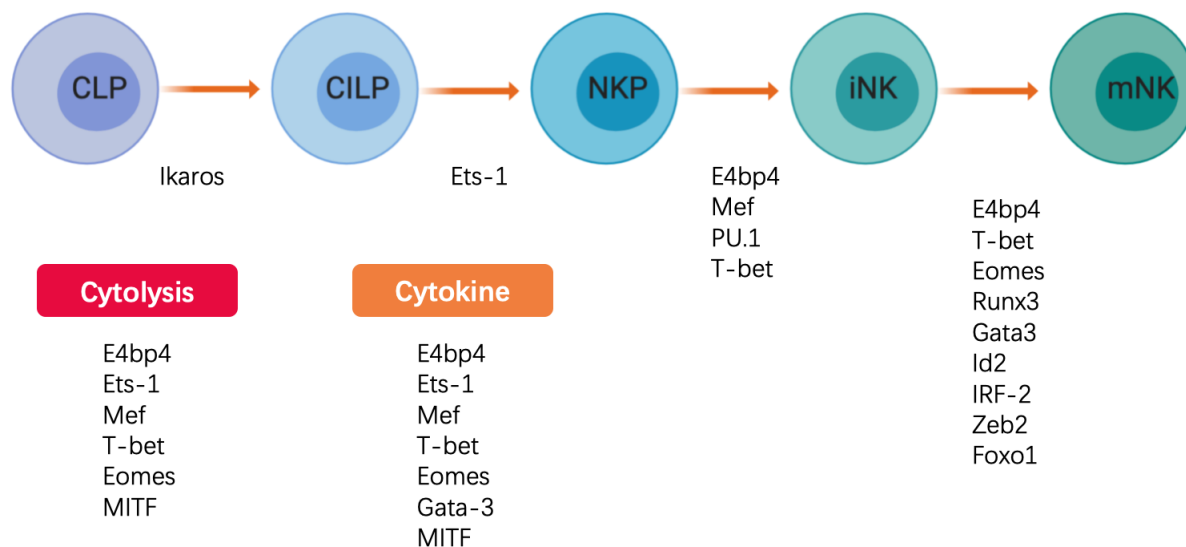 CLP
CILP
NKP
iNK
mNK
Ikaros
Ets-1
E4bp4
Mef
PU.1
T-bet
E4bp4
T-bet
Eomes
Runx3
Gata3
Id2
IRF-2
Zeb2
Foxo1
Cytolysis
E4bp4
Ets-1
Mef
T-bet
Eomes
MITF
Cytokine
E4bp4
Ets-1
Mef
T-bet
Eomes
Gata-3
MITF